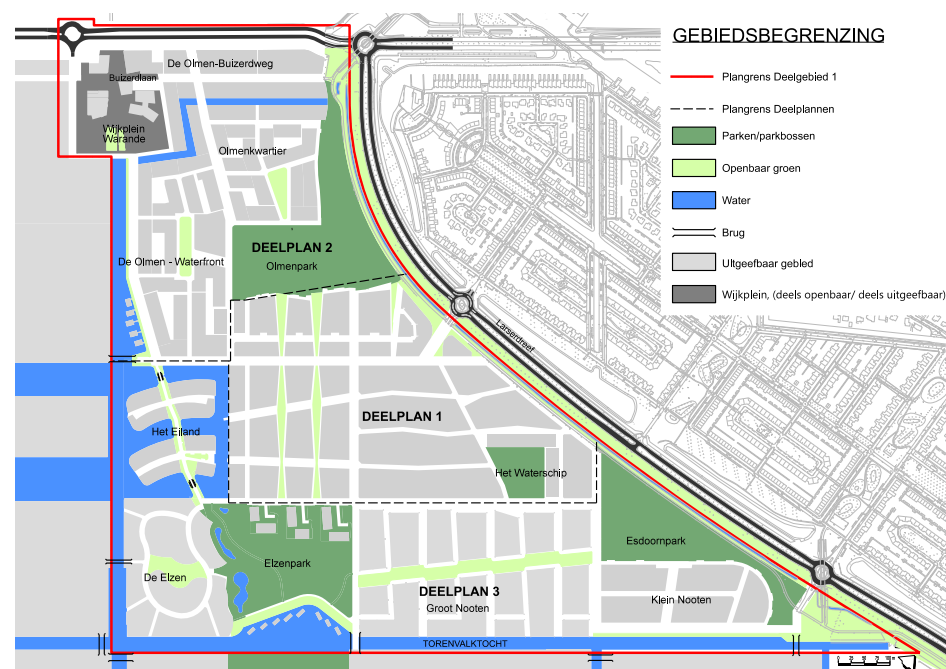 GEBIEDSBEGRENZING
Plangrens Deelgebied 1
Plangrens Deelplannen
Parken/parkbossen
Openbaar groen
Water
Brug
Uitgeefbaar gebied
Wijkplein, (deels openbaar/ deels uitgeefbaar)
De Olmen-Buizerdweg
Buizerdlaan
Wijkplein
Warande
Olmenkwartier
DEELPLAN 2
Olmenpark
De Olmen - Waterfront
Larserdreef
DEELPLAN 1
Het Eiland
Het Waterschip
Esdoornpark
Elzenpark
De Elzen
DEELPLAN 3
Groot Nooten
Klein Nooten
TORENVALKTOCHT